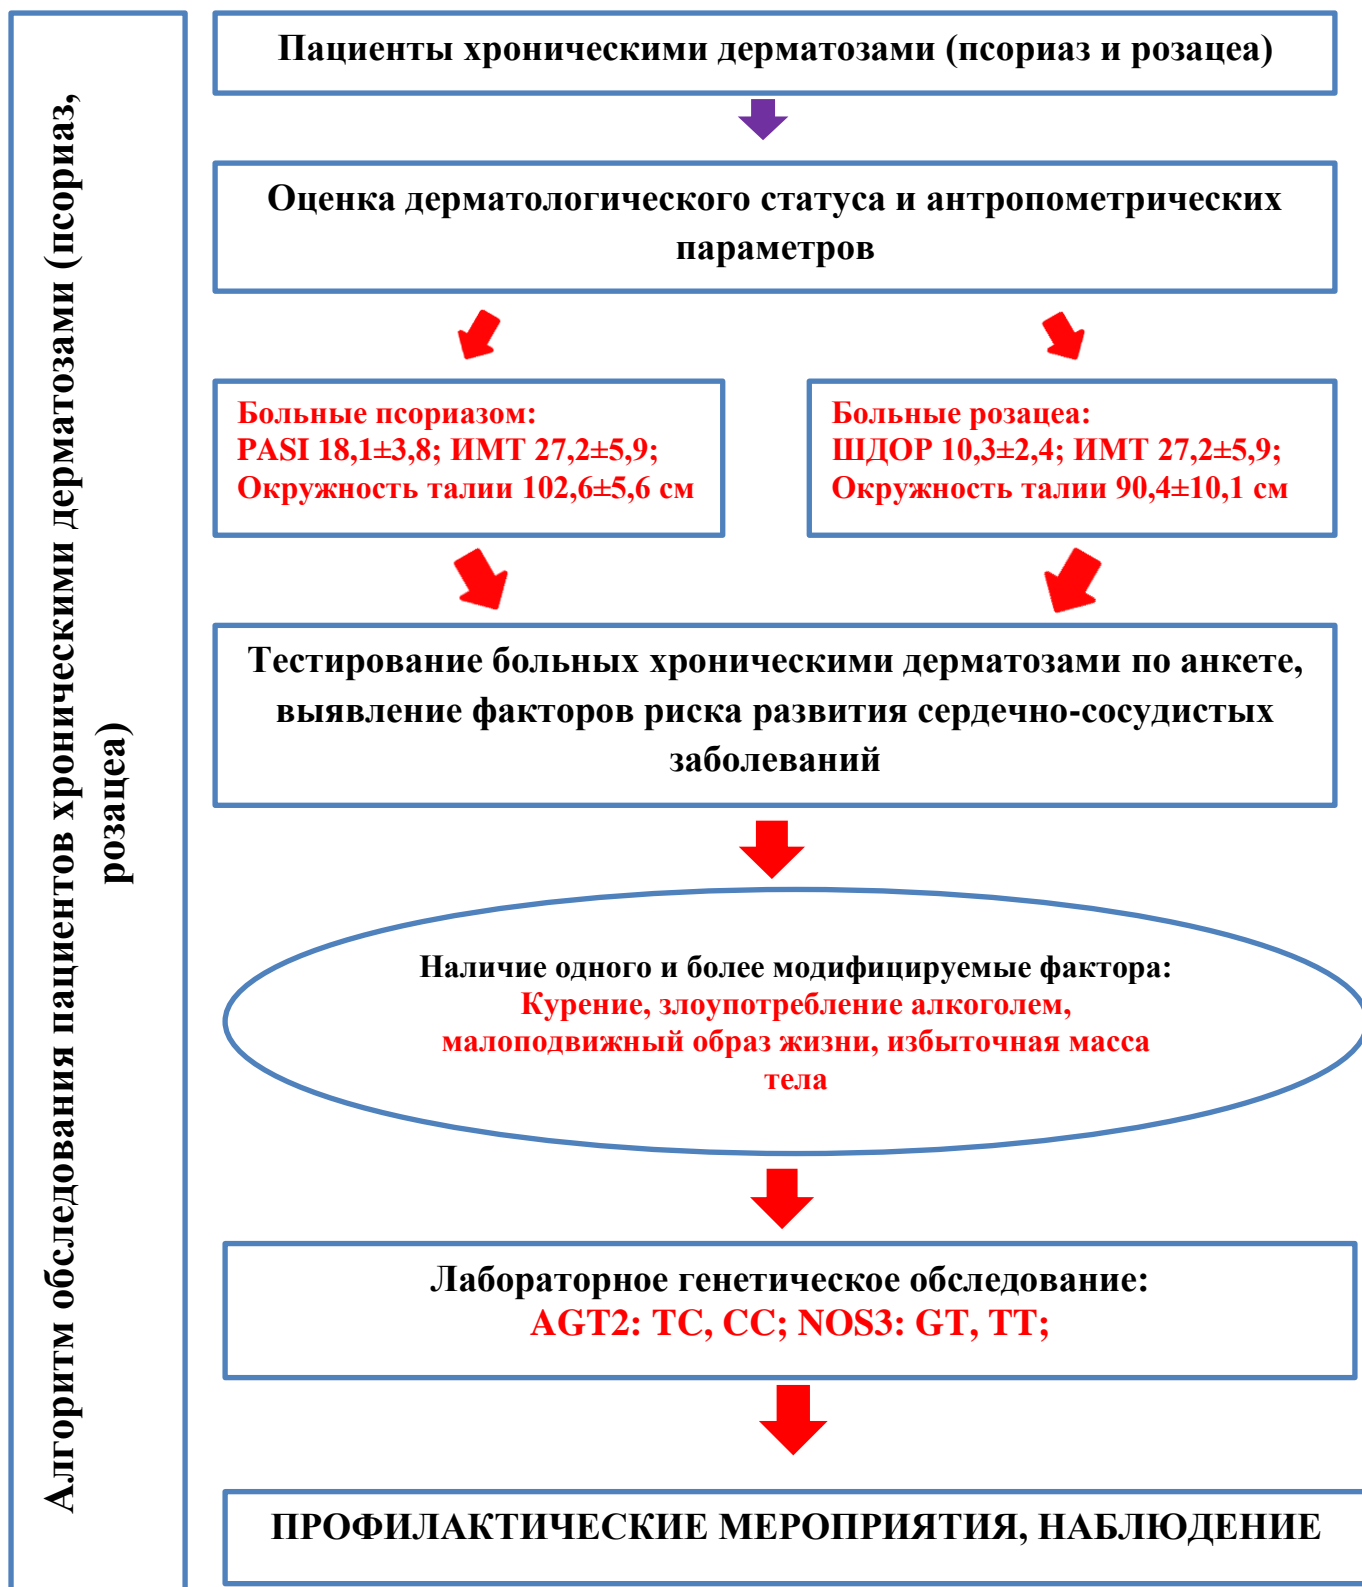 Алгоритм обследования пациентов хроническими дерматозами (псориаз,
розацеа)
Пациенты хроническими дерматозами (псориаз и розацеа)
Оценка дерматологического статуса и антропометрических
параметров
Больные псориазом:
PASI 18,1±3,8; ИМТ 27,2±5,9;
Окружность талии 102,6±5,6 см
Больные розацеа:
ШДОР 10,3±2,4; ИМТ 27,2±5,9;
Окружность талии 90,4±10,1 см
Тестирование больных хроническими дерматозами по анкете,
выявление факторов риска развития сердечно-сосудистых
заболеваний
Наличие одного и более модифицируемые фактора:
Курение, злоупотребление алкоголем,
малоподвижный образ жизни, избыточная масса
тела
Лабораторное генетическое обследование:
AGT2: TC, CC; NOS3: GT, TT;
ПРОФИЛАКТИЧЕСКИЕ МЕРОПРИЯТИЯ, НАБЛЮДЕНИЕ